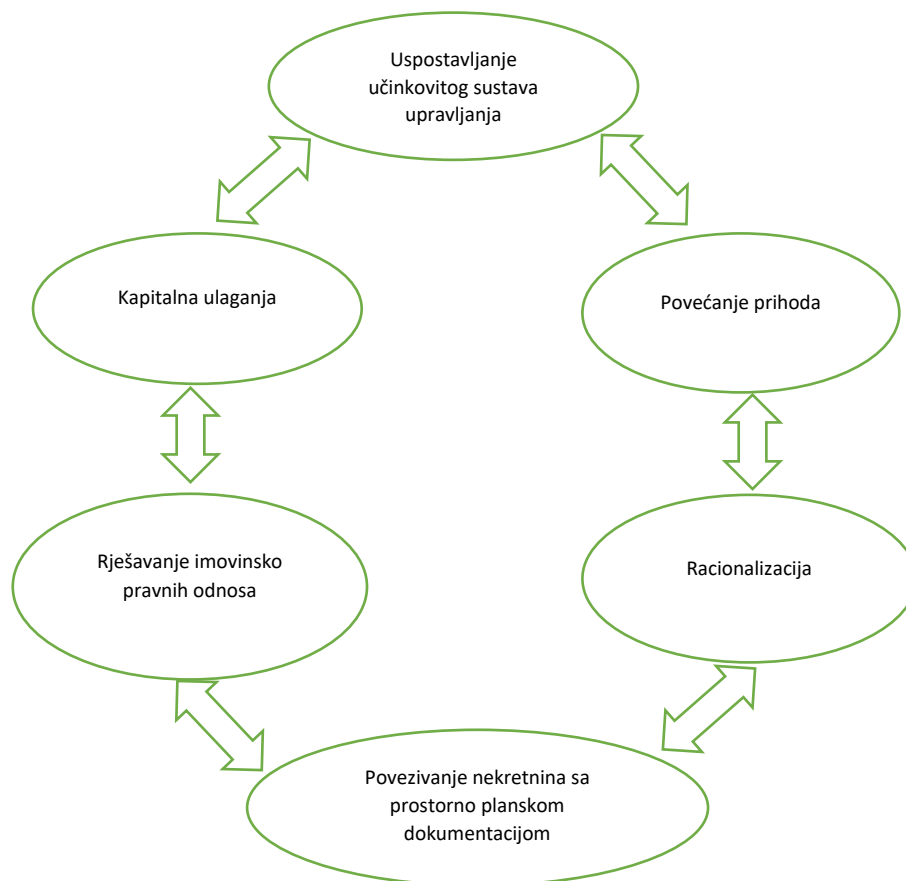 Uspostavljanje
učinkovitog sustava
upravljanja
Kapitalna ulaganja
Povećanje prihoda
Rješavanje imovinsko
pravnih odnosa
Racionalizacija
Povezivanje nekretnina sa
prostorno planskom
dokumentacijom